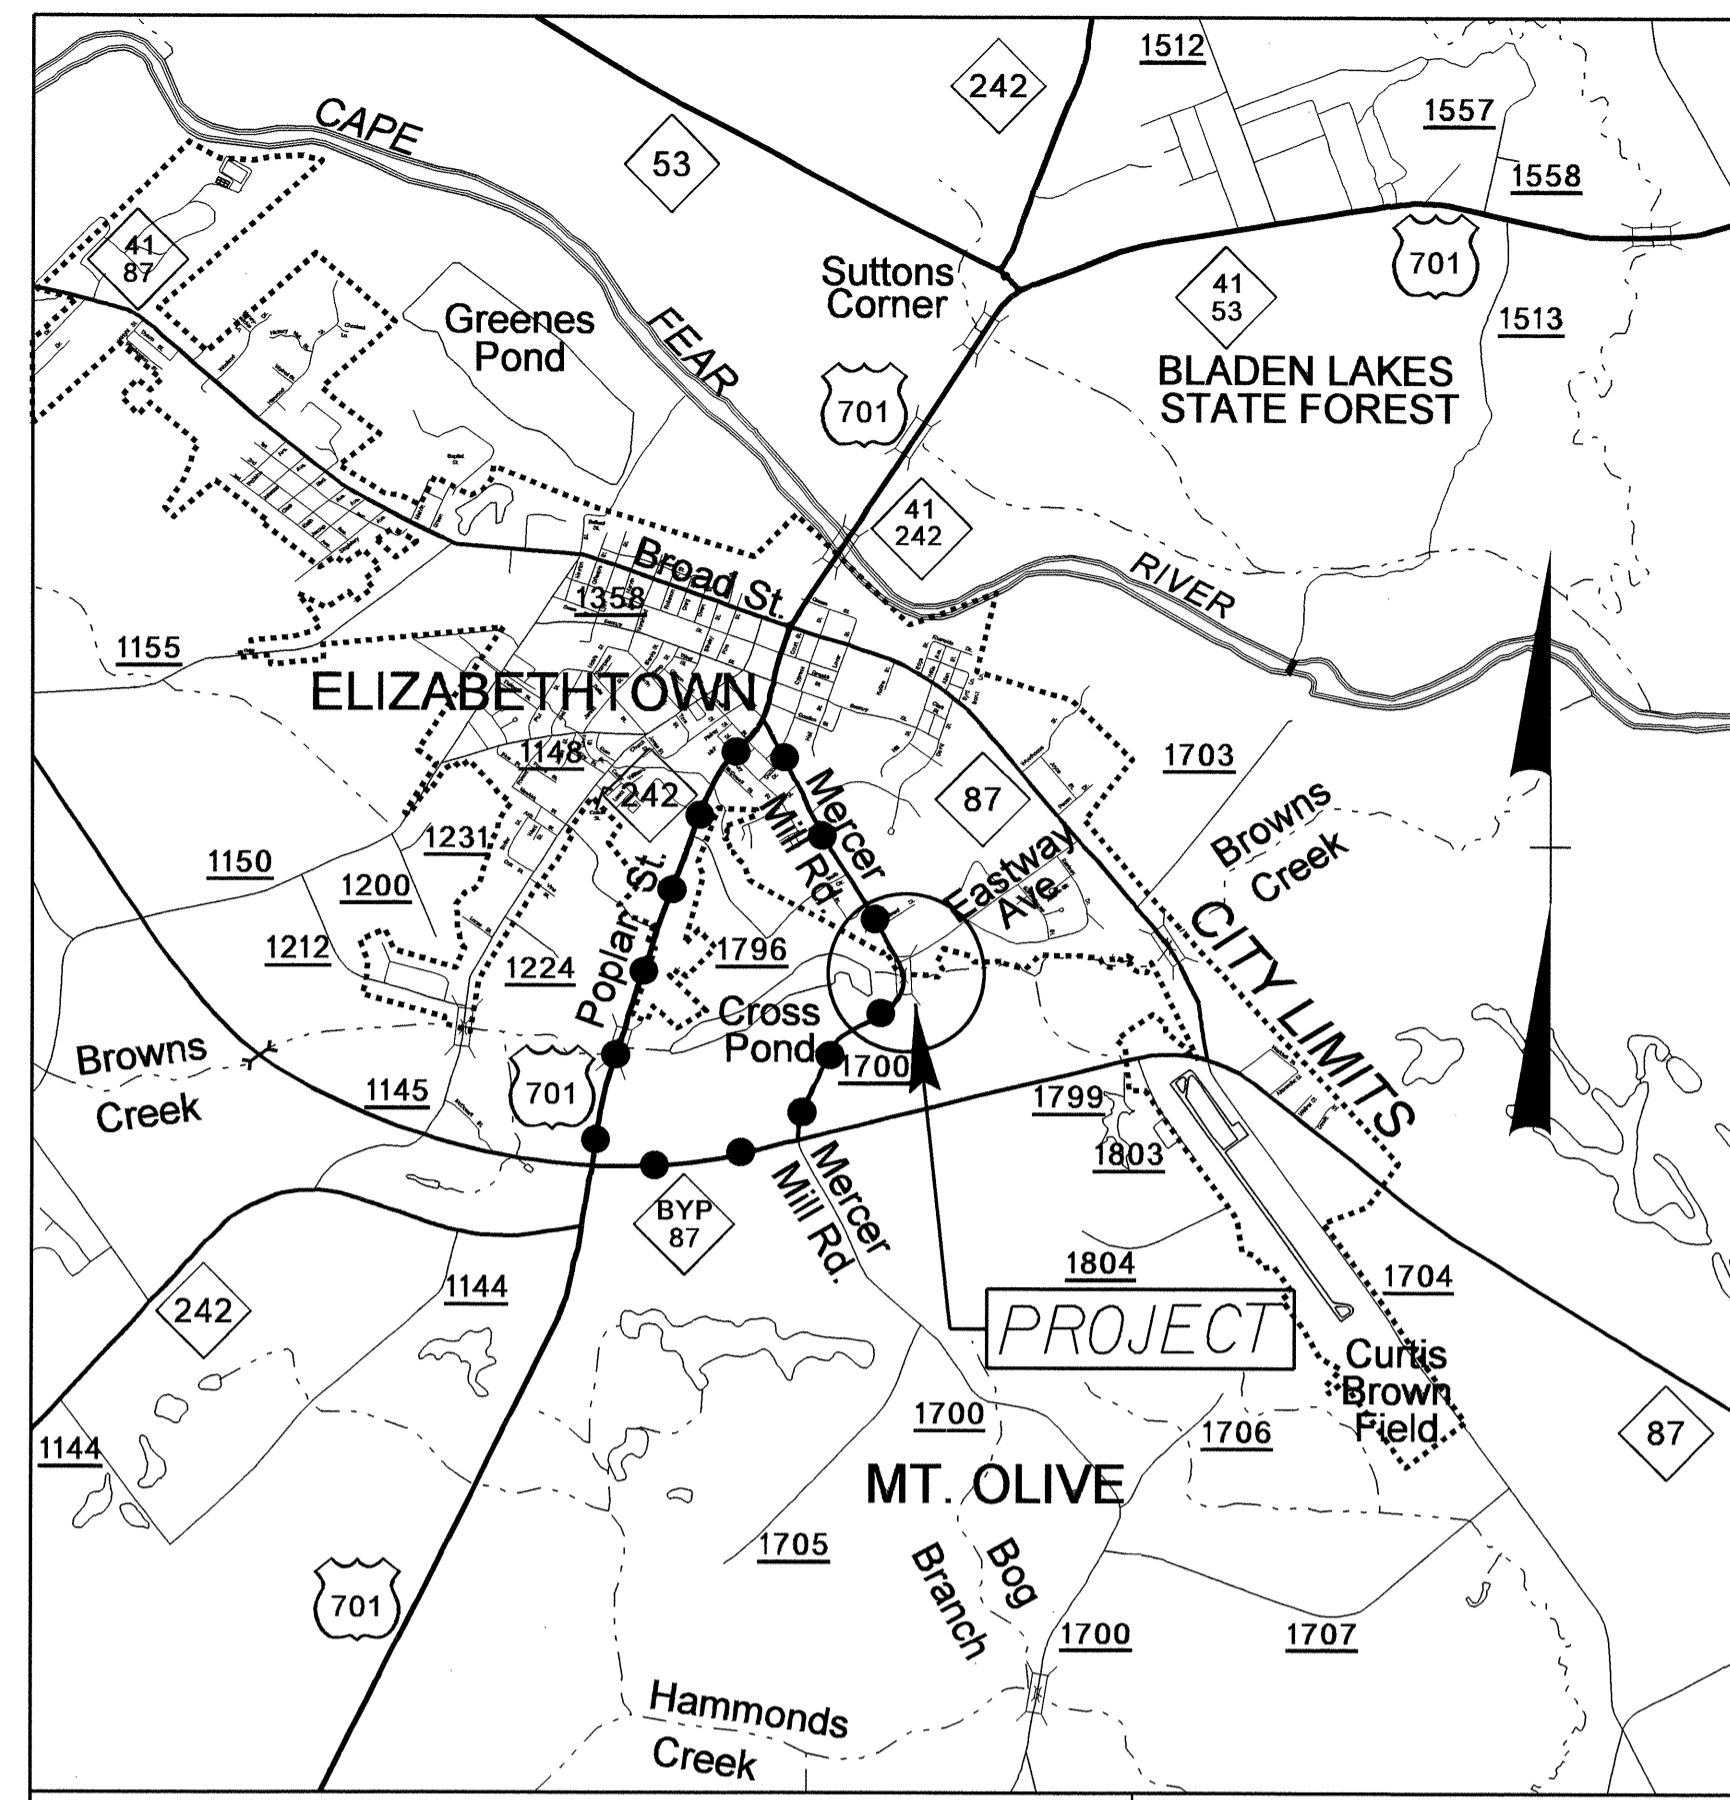 1512
242
CAPE
53
1557
1558
41
87
Suttons
Corner
701
41
53
1513
Greenes
Pond
FEAR
BLADEN LAKES
STATE FOREST
701
41
242
Broad St.
RIVER
1358
1155
ELIZABETHTOWN
1148
242
Mercer
Mill Rd
87
1703
Browns
Creek
1231
1150
1200
Poplar St.
Eastway
Ave.
CITY LIMITS
1212
1224
1796
Cross
Pond
1700
Browns
Creek
1145
701
1799
1803
Mercer
Mill Rd.
BYP
87
1804
1704
1144
242
PROJECT
Curtis
Brown
Field
1700
1706
87
1144
MT. OLIVE
1705
Bog
Branch
701
1700
1707
Hammonds
Creek